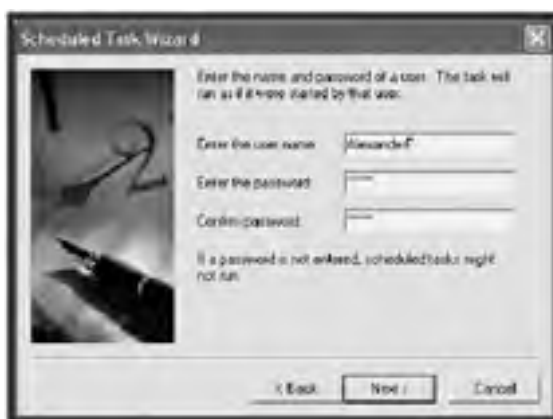 Scheduled Task Wizard
Enter the name and password of a user. The task will
run as if it were started by that user.
Enter the user name:
Enter the password:
Confirm password:
If a password is not entered, scheduled tasks might
not run.
< Back
Next >
Cancel